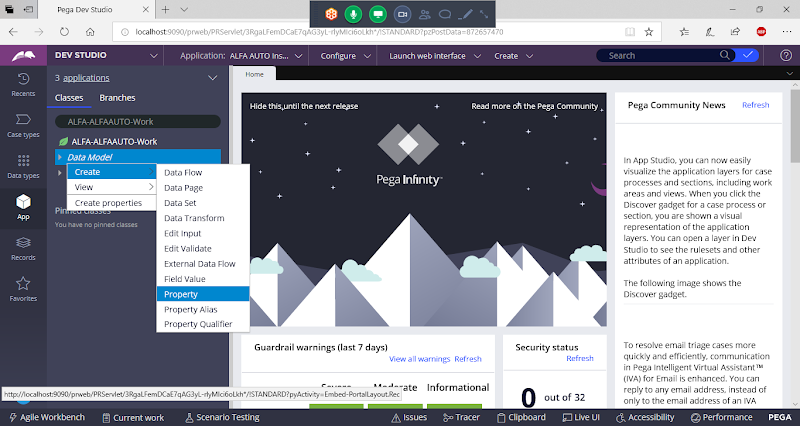 Pega Dev Studio
localhost:9090/prweb/PRServlet/3RgaLFemDCaE7qAG3yL-rlyMIci6oLkh*/!STANDARD?pzPostData=872657470
DEV STUDIO
Application: ALFA AUTO Ins...
Configure
Launch web interface
Create
Search
Recents
Case types
Data types
App
Records
Favorites
3 applications
Classes
Branches
ALFA-ALFAAUTO-Work
ALFA-ALFAAUTO-Work
Data Model
Create
View
Create properties
Pinned classes
You have no pinned classes
Data Flow
Data Page
Data Set
Data Transform
Edit Input
Edit Validate
External Data Flow
Field Value
Property
Property Alias
Property Qualifier
Home
Hide this until the next release
Read more on the Pega Community
Pega Infinity
Guardrail warnings (last 7 days)
View all warnings Refresh
Severe
Moderate
Informational
Security status
Refresh
0 out of 32
Pega Community News
Refresh
In App Studio, you can now easily
visualize the application layers for case
processes and sections, including work
areas and views. When you click the
Discover gadget for a case process or
section, you are shown a visual
representation of the application
layers. You can open a layer in Dev
Studio to see the rulesets and other
attributes of an application.
The following image shows the
Discover gadget.
To resolve email triage cases more
quickly and efficiently, communication
in Pega Intelligent Virtual Assistant™
(IVA) for Email is enhanced. You can
reply to any email address, instead of
only to the email address of an IVA
http://localhost:9090/prweb/PRServlet/3RgaLFemDCaE7qAG3yL-rlyMIci6oLkh*/!STANDARD?pyActivity=Embed-PortalLayout.Rec
Agile Workbench
Current work
Scenario Testing
Issues
Tracer
Clipboard
Live UI
Accessibility
Performance
PEGA